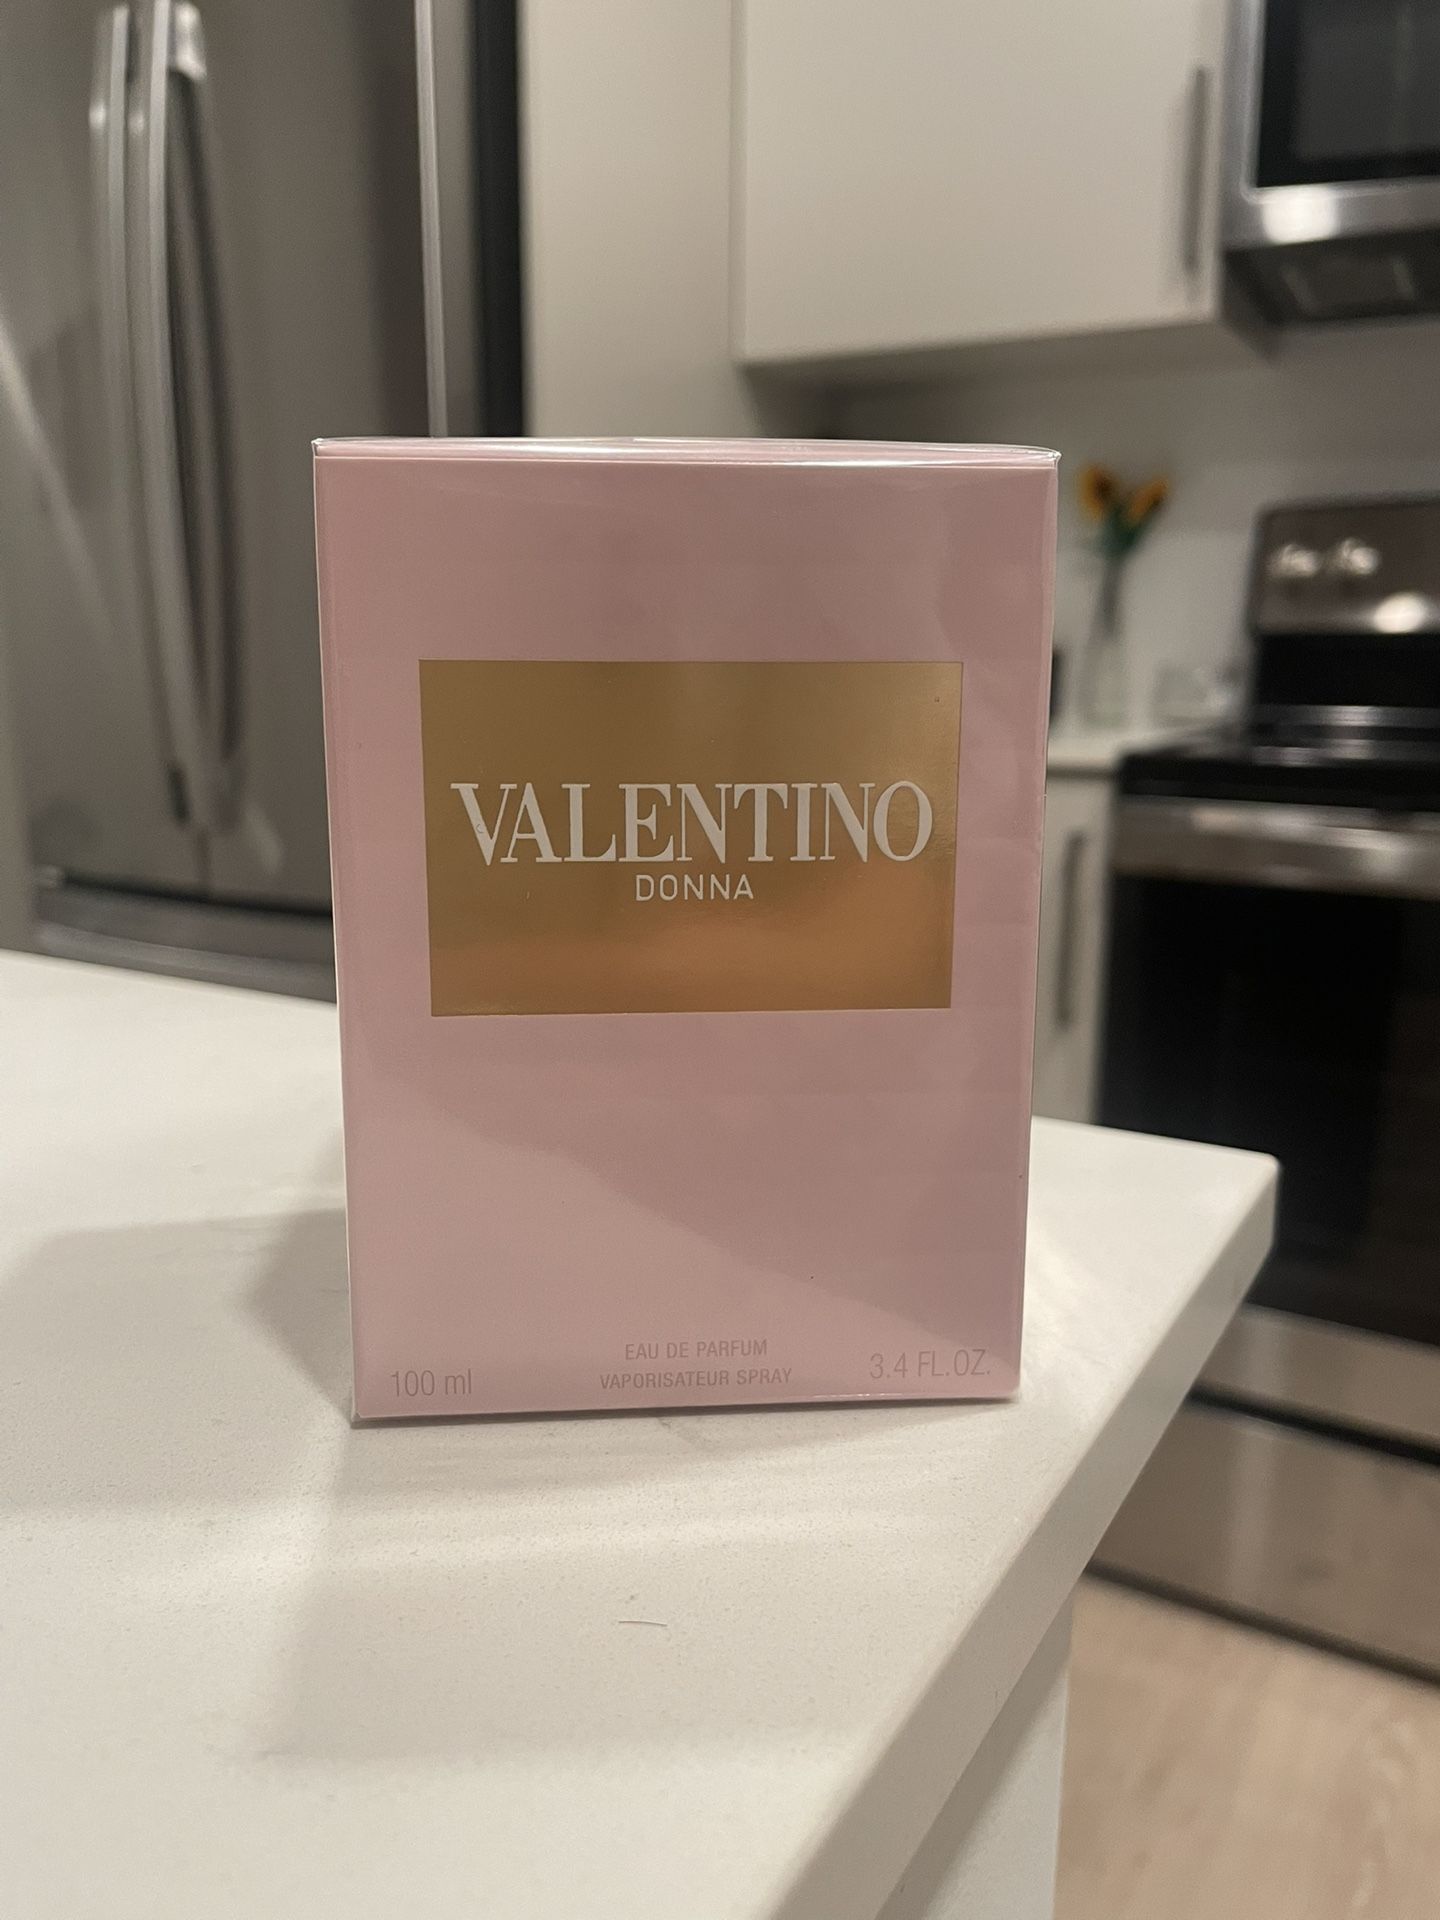 VALENTINO
DONNA
EAU DE PARFUM
VAPORISATEUR SPRAY
100 ml
3.4 FL.OZ.